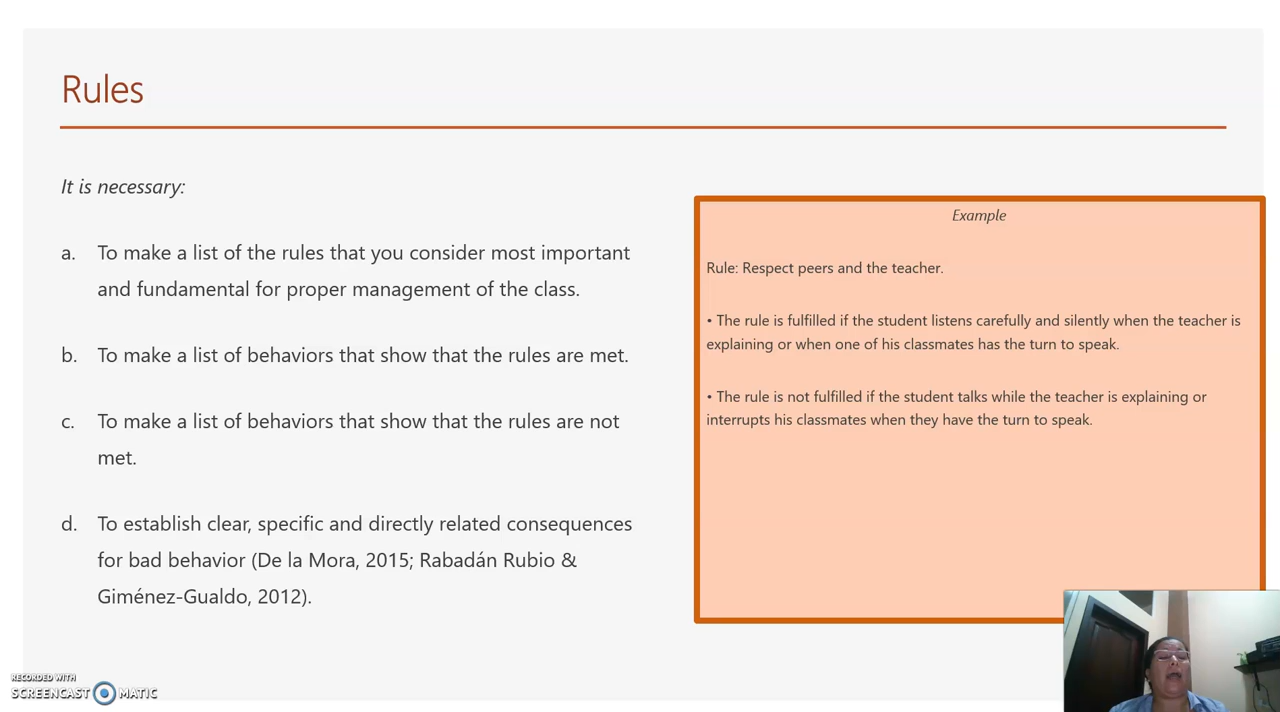 Rules
It is necessary:
a. To make a list of the rules that you consider most important
and fundamental for proper management of the class.
b. To make a list of behaviors that show that the rules are met.
c. To make a list of behaviors that show that the rules are not
met.
d. To establish clear, specific and directly related consequences
for bad behavior (De la Mora, 2015; Rabadán Rubio &
Giménez-Gualdo, 2012).
Example
Rule: Respect peers and the teacher.
• The rule is fulfilled if the student listens carefully and silently when the teacher is
explaining or when one of his classmates has the turn to speak.
• The rule is not fulfilled if the student talks while the teacher is explaining or
interrupts his classmates when they have the turn to speak.
RECORDED WITH
SCREENCAST MATIC